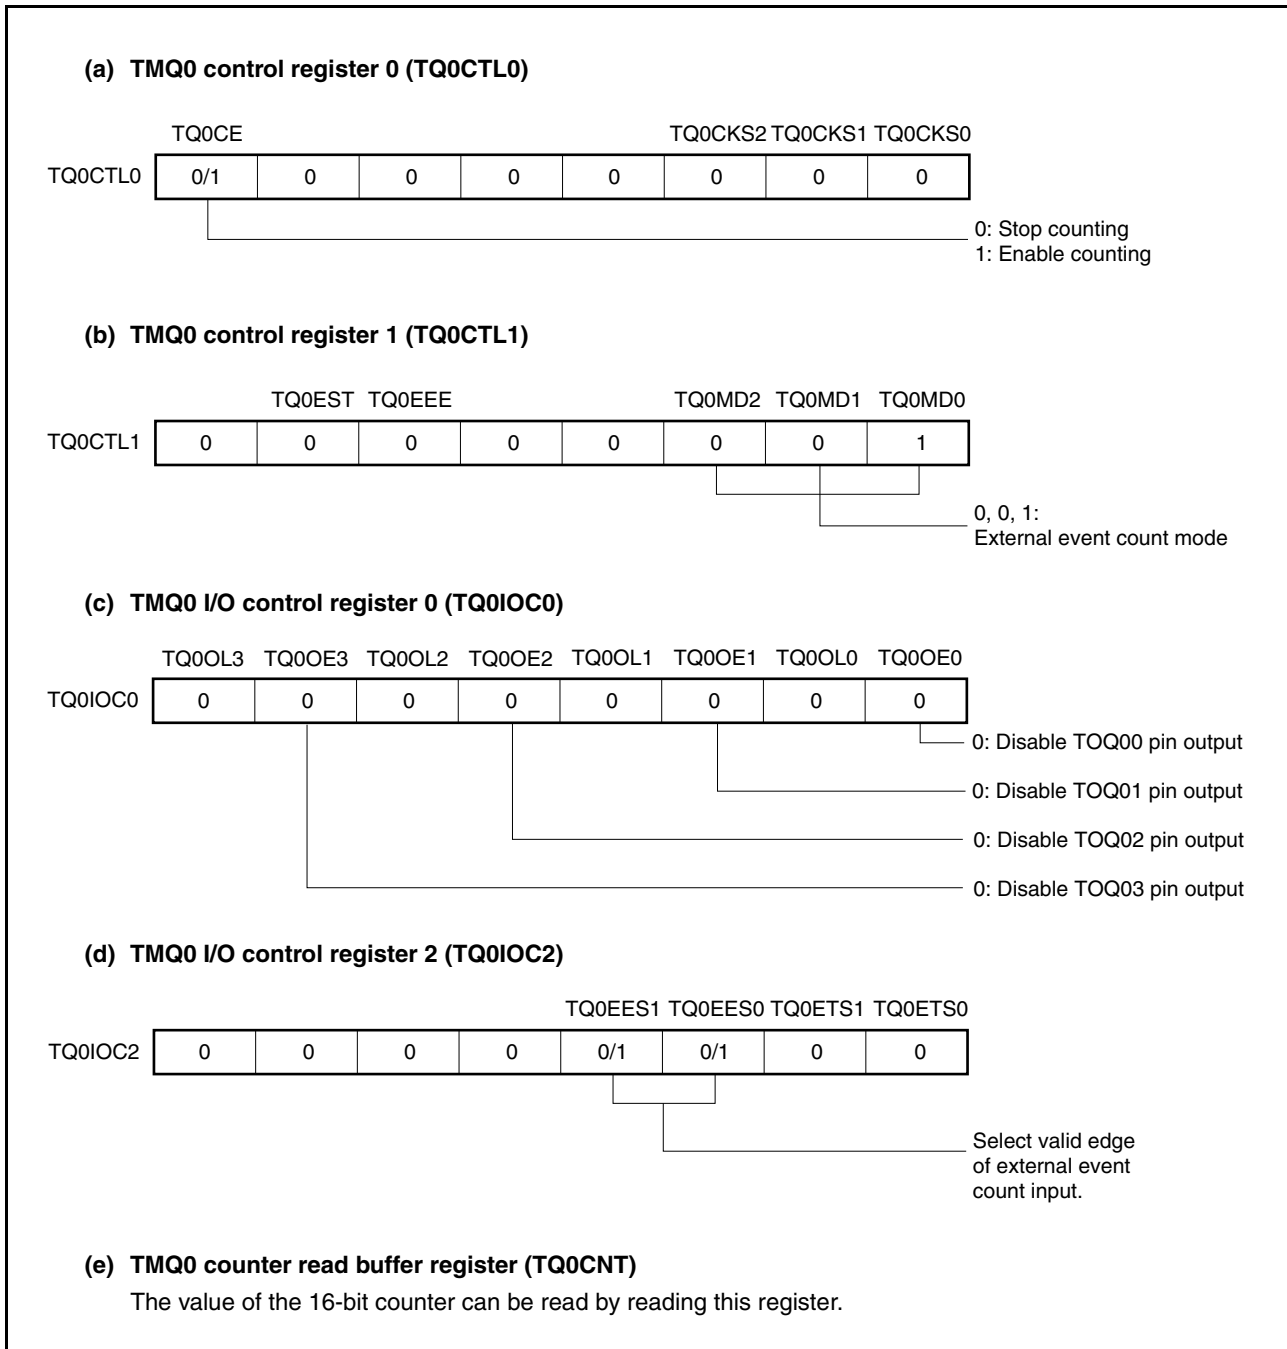 (a) TMQ0 control register 0 (TQ0CTL0)
TQ0CE TQ0CKS2 TQ0CKS1 TQ0CKS0
TQ0CTL0 0/1 0 0 0 0 0 0 0
0: Stop counting
1: Enable counting
(b) TMQ0 control register 1 (TQ0CTL1)
TQ0EST TQ0EEE TQ0MD2 TQ0MD1 TQ0MD0
TQ0CTL1 0 0 0 0 0 0 0 1
0, 0, 1:
External event count mode
(c) TMQ0 I/O control register 0 (TQ0IOC0)
TQ0OL3 TQ0OE3 TQ0OL2 TQ0OE2 TQ0OL1 TQ0OE1 TQ0OL0 TQ0OE0
TQ0IOC0 0 0 0 0 0 0 0 0
0: Disable TOQ00 pin output
0: Disable TOQ01 pin output
0: Disable TOQ02 pin output
0: Disable TOQ03 pin output
(d) TMQ0 I/O control register 2 (TQ0IOC2)
TQ0EES1 TQ0EES0 TQ0ETS1 TQ0ETS0
TQ0IOC2 0 0 0 0 0/1 0/1 0 0
Select valid edge
of external event
count input.
(e) TMQ0 counter read buffer register (TQ0CNT)
The value of the 16-bit counter can be read by reading this register.